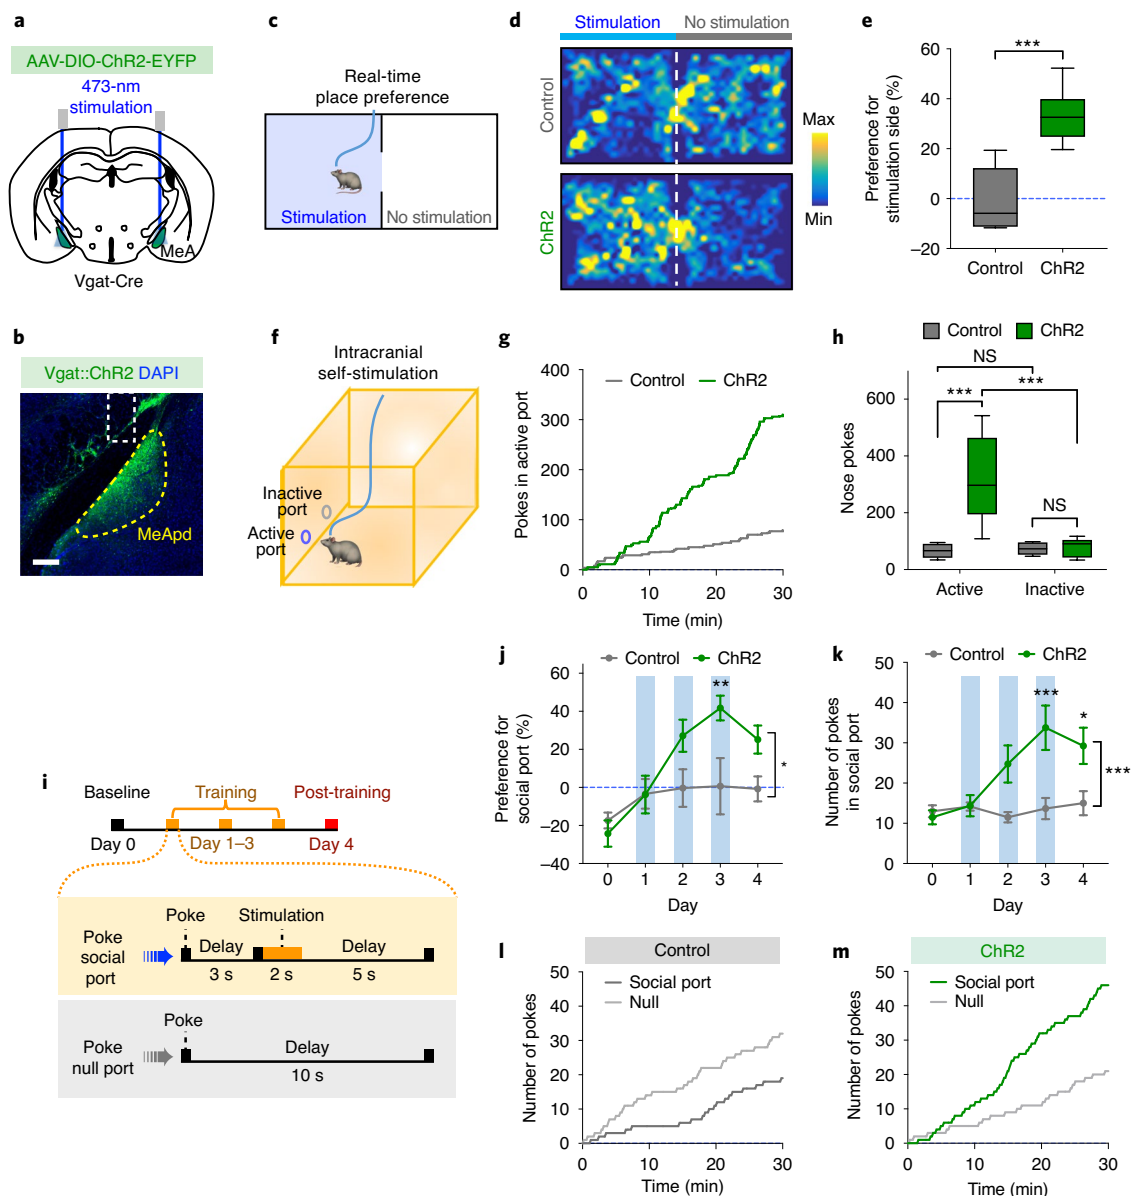 a
AAV-DIO-ChR2-EYFP
473-nm
stimulation
MeA
Vgat-Cre
b
Vgat::ChR2 DAPI
MeApd
c
Real-time
place preference
Stimulation
No stimulation
d
Stimulation
No stimulation
Control
ChR2
Max
Min
e
Preference for
stimulation side (%)
60
40
20
0
–20
***
Control
ChR2
f
Intracranial
self-stimulation
Inactive
port
Active
port
g
Control
ChR2
Pokes in active port
400
300
200
100
0
0
10
20
30
Time (min)
h
Control
ChR2
NS
***
***
NS
Nose pokes
600
400
200
0
Active
Inactive
i
Baseline
Training
Post-training
Day 0
Day 1–3
Day 4
Poke
Stimulation
Poke
social
port
Delay
Delay
3 s
2 s
5 s
Poke
Poke
null port
Delay
10 s
j
Control
ChR2
Preference for
social port (%)
60
40
20
0
–20
–40
**
*
0
1
2
3
4
Day
k
Control
ChR2
Number of pokes
in social port
50
40
30
20
10
0
***
*
***
0
1
2
3
4
Day
l
Control
Social port
Null
Number of pokes
50
40
30
20
10
0
0
10
20
30
Time (min)
m
ChR2
Social port
Null
Number of pokes
50
40
30
20
10
0
0
10
20
30
Time (min)